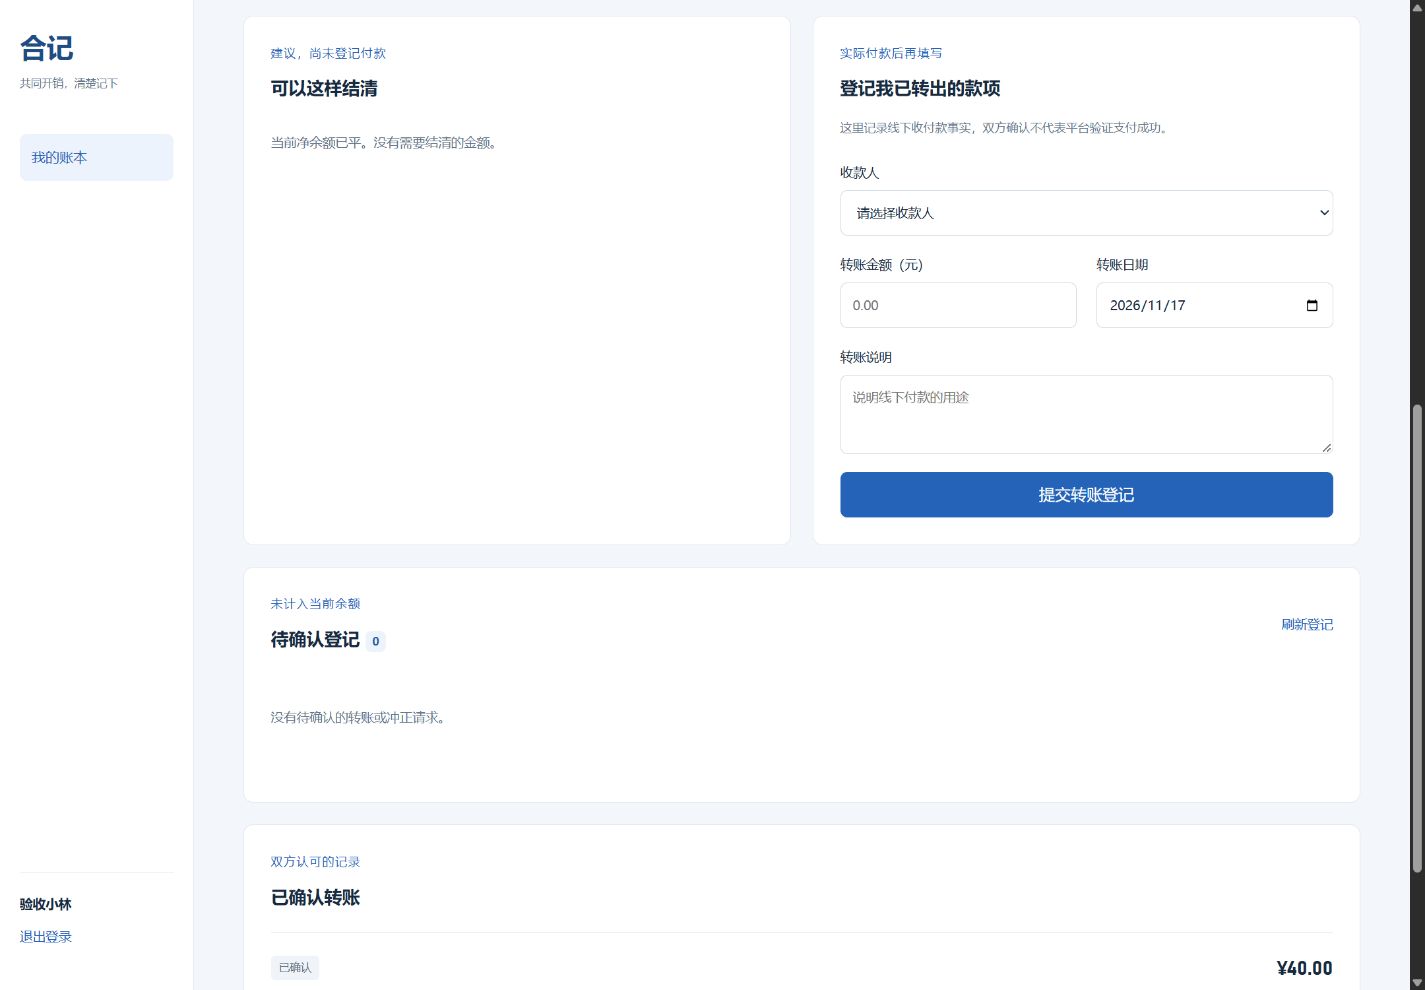 合记
共同开销，清楚记下
我的账本
验收小林
退出登录
建议，尚未登记付款
可以这样结清
当前净余额已平。没有需要结清的金额。
实际付款后再填写
登记我已转出的款项
这里记录线下收付款事实，双方确认不代表平台验证支付成功。
收款人
请选择收款人
转账金额（元）
转账日期
0.00
2026/11/17
转账说明
说明线下付款的用途
提交转账登记
未计入当前余额
待确认登记 0
刷新登记
没有待确认的转账或冲正请求。
双方认可的记录
已确认转账
已确认
¥40.00